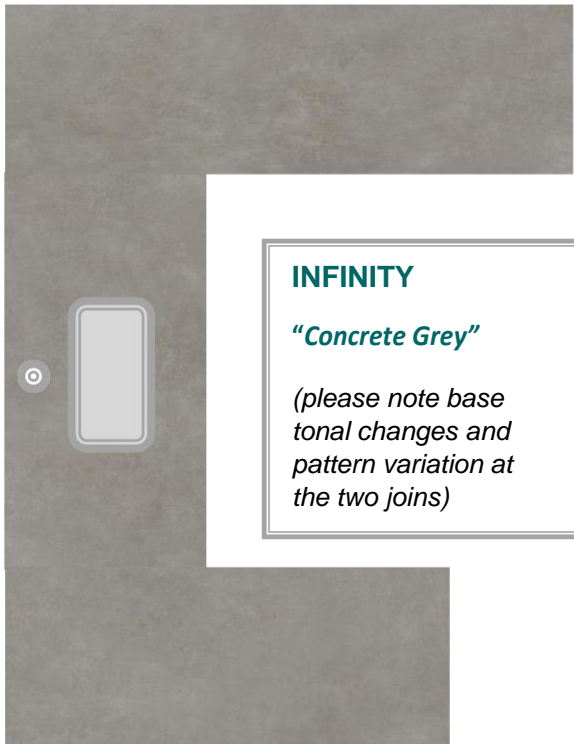 INFINITY
“Concrete Grey”
(please note base
tonal changes and
pattern variation at
the two joins)